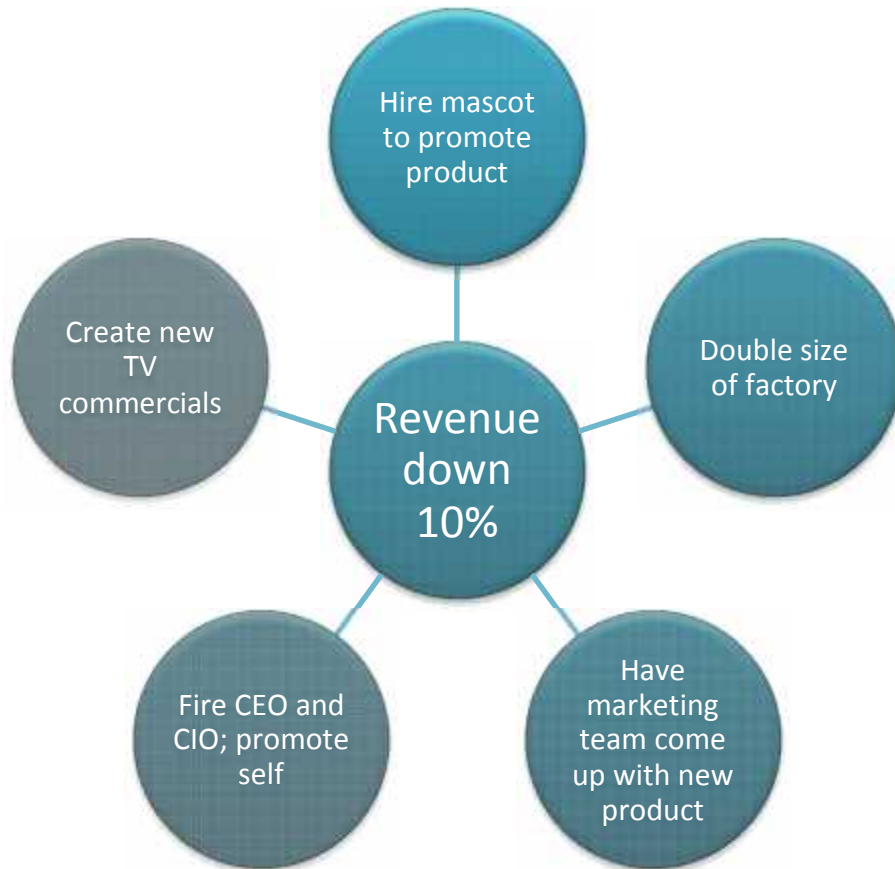 Hire mascot
to promote
product
Double size
of factory
Have
marketing
team come
up with new
product
Fire CEO and
CIO; promote
self
Create new
TV
commercials
Revenue
down
10%